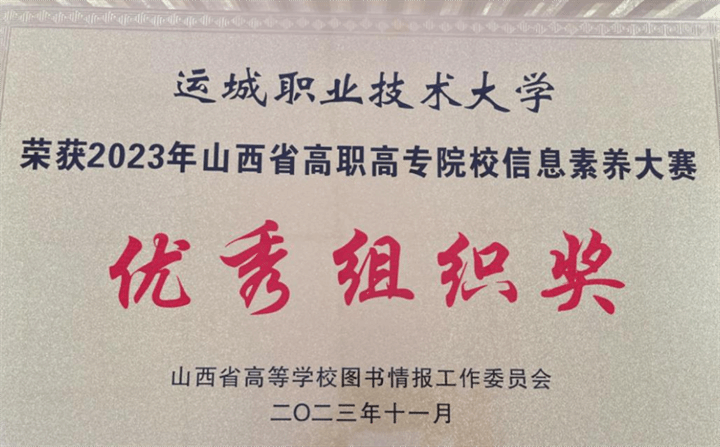 运城职业技术大学
荣获2023年山西省高职高专院校信息素养大赛
优秀组织奖
山西省高等学校图书情报工作委员会
二〇二三年十一月